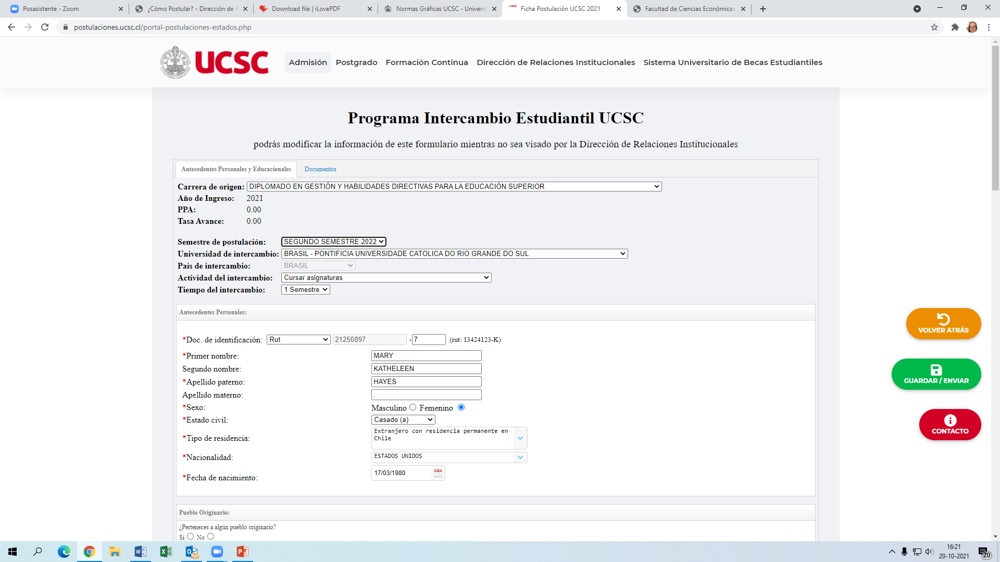 Posasistente - Zoom
¿Cómo Postular? - Dirección de R
Download file | iLovePDF
Normas Gráficas UCSC - Universi
Ficha Postulación UCSC 2021
Facultad de Ciencias Económicas
postulaciones.ucsc.cl/portal-postulaciones-estados.php
UCSC
Admisión Postgrado Formación Continua Dirección de Relaciones Institucionales Sistema Universitario de Becas Estudiantiles
Programa Intercambio Estudiantil UCSC
podrás modificar la información de este formulario mientras no sea visado por la Dirección de Relaciones Institucionales
Antecedentes Personales y Educacionales Documentos
Carrera de origen: DIPLOMADO EN GESTIÓN Y HABILIDADES DIRECTIVAS PARA LA EDUCACIÓN SUPERIOR
Año de Ingreso: 2021
PPA: 0.00
Tasa Avance: 0.00
Semestre de postulación: SEGUNDO SEMESTRE 2022
Universidad de intercambio: BRASIL - PONTIFICIA UNIVERSIDADE CATOLICA DO RIO GRANDE DO SUL
Pais de intercambio: BRASIL
Actividad del intercambio: Cursar asignaturas
Tiempo del intercambio: 1 Semestre
Antecedentes Personales:
*Doc. de identificación: Rut 21250897 - 7 (rut: 13424123-K)
*Primer nombre: MARY
Segundo nombre: KATHELEEN
*Apellido paterno: HAYES
Apellido materno: .
*Sexo: Masculino Femenino
*Estado civil: Casado (a)
*Tipo de residencia: Extranjero con residencia permanente en
Chile
*Nacionalidad: ESTADOS UNIDOS
*Fecha de nacimiento: 17/03/1980
Pueblo Originario:
¿Perteneces a algún pueblo originario?
Si No
VOLVER ATRÁS
GUARDAR / ENVIAR
CONTACTO
16:21
20-10-2021
20